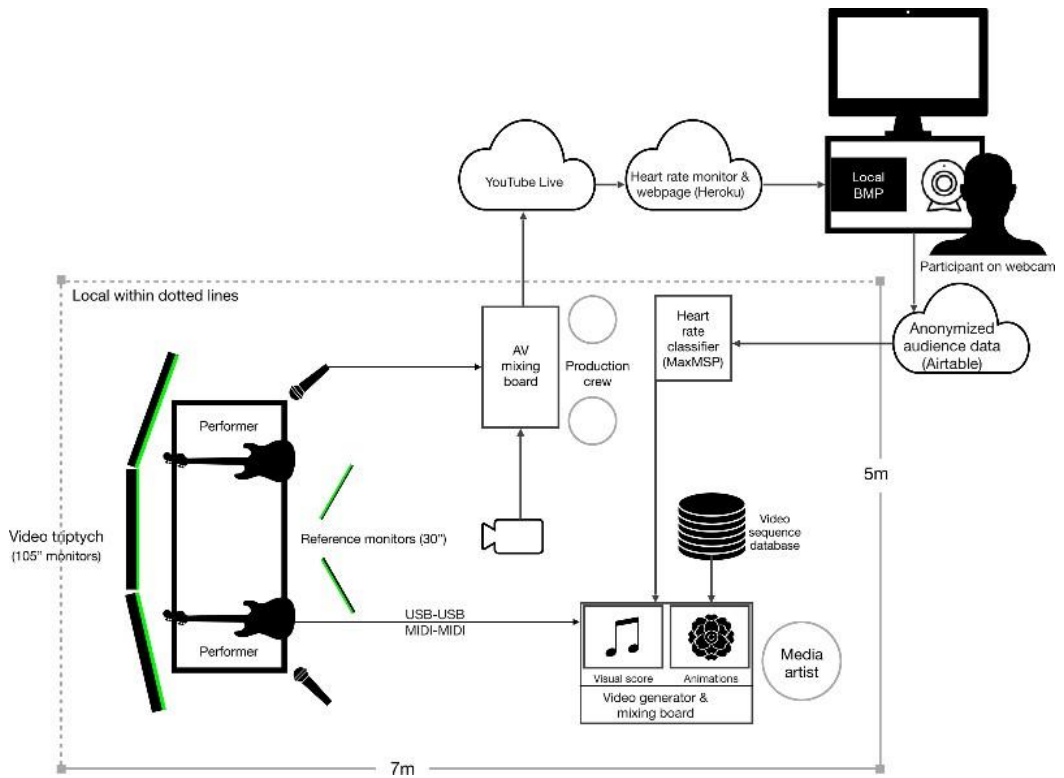 YouTube Live
Heart rate monitor &
webpage (Heroku)
Local
BMP
Participant on webcam
Anonymized
audience data
(Airtable)
Local within dotted lines
AV
mixing
board
Production
crew
Heart
rate
classifier
(MaxMSP)
Performer
Video triptych
(105” monitors)
Reference monitors (30”)
Performer
USB-USB
MIDI-MIDI
Video
sequence
database
Visual score
Animations
Video generator &
mixing board
Media
artist
5m
7m